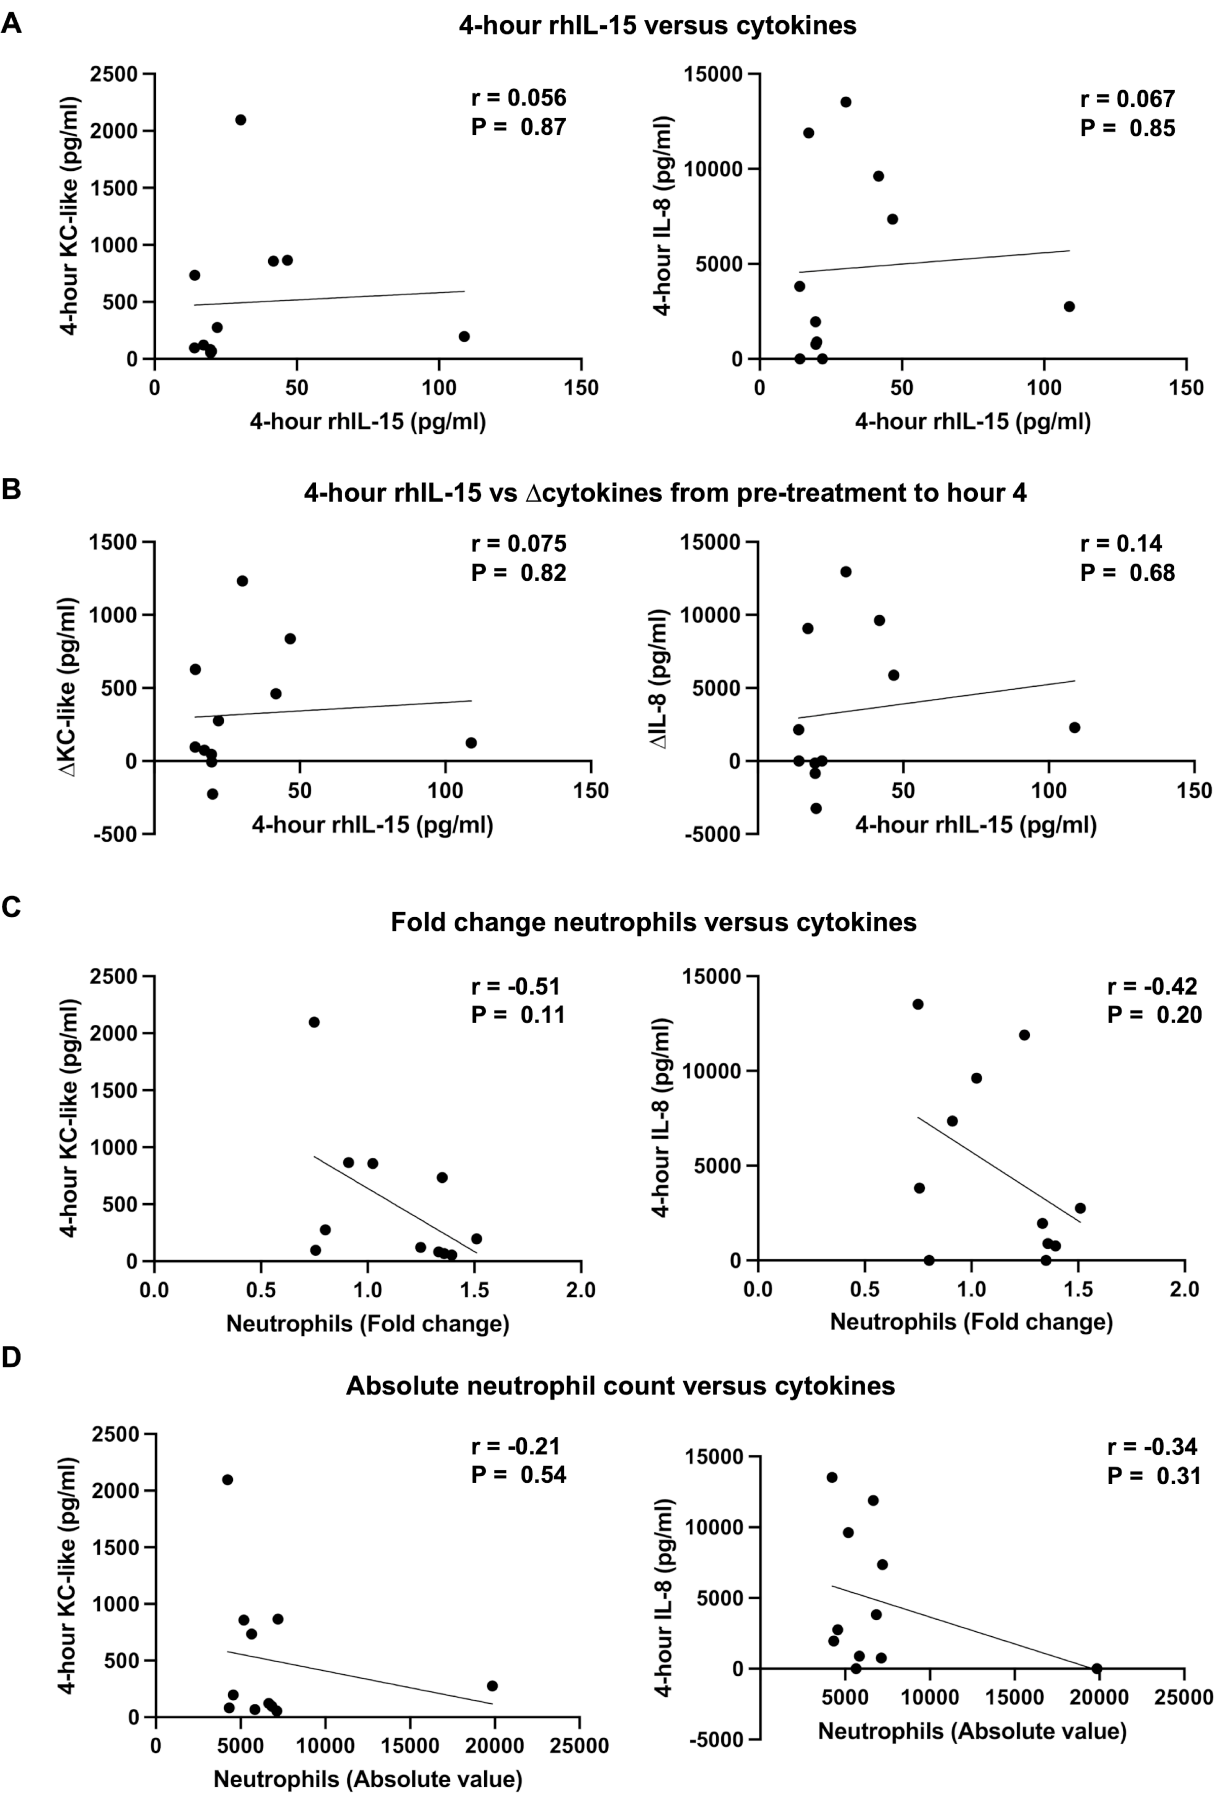 A
4-hour rhIL-15 versus cytokines
4-hour KC-like (pg/ml)
2500
2000
1500
1000
500
0
0 50 100 150
4-hour rhIL-15 (pg/ml)
r = 0.056
P = 0.87
4-hour IL-8 (pg/ml)
15000
10000
5000
0
0 50 100 150
4-hour rhIL-15 (pg/ml)
r = 0.067
P = 0.85
B
4-hour rhIL-15 vs Δcytokines from pre-treatment to hour 4
ΔKC-like (pg/ml)
1500
1000
500
0
-500
50 100 150
4-hour rhIL-15 (pg/ml)
r = 0.075
P = 0.82
ΔIL-8 (pg/ml)
15000
10000
5000
0
-5000
50 100 150
4-hour rhIL-15 (pg/ml)
r = 0.14
P = 0.68
C
Fold change neutrophils versus cytokines
4-hour KC-like (pg/ml)
2500
2000
1500
1000
500
0
0.0 0.5 1.0 1.5 2.0
Neutrophils (Fold change)
r = -0.51
P = 0.11
4-hour IL-8 (pg/ml)
15000
10000
5000
0
0.0 0.5 1.0 1.5 2.0
Neutrophils (Fold change)
r = -0.42
P = 0.20
D
Absolute neutrophil count versus cytokines
4-hour KC-like (pg/ml)
2500
2000
1500
1000
500
0
0 5000 10000 15000 20000 25000
Neutrophils (Absolute value)
r = -0.21
P = 0.54
4-hour IL-8 (pg/ml)
15000
10000
5000
0
-5000
5000 10000 15000 20000 25000
Neutrophils (Absolute value)
r = -0.34
P = 0.31